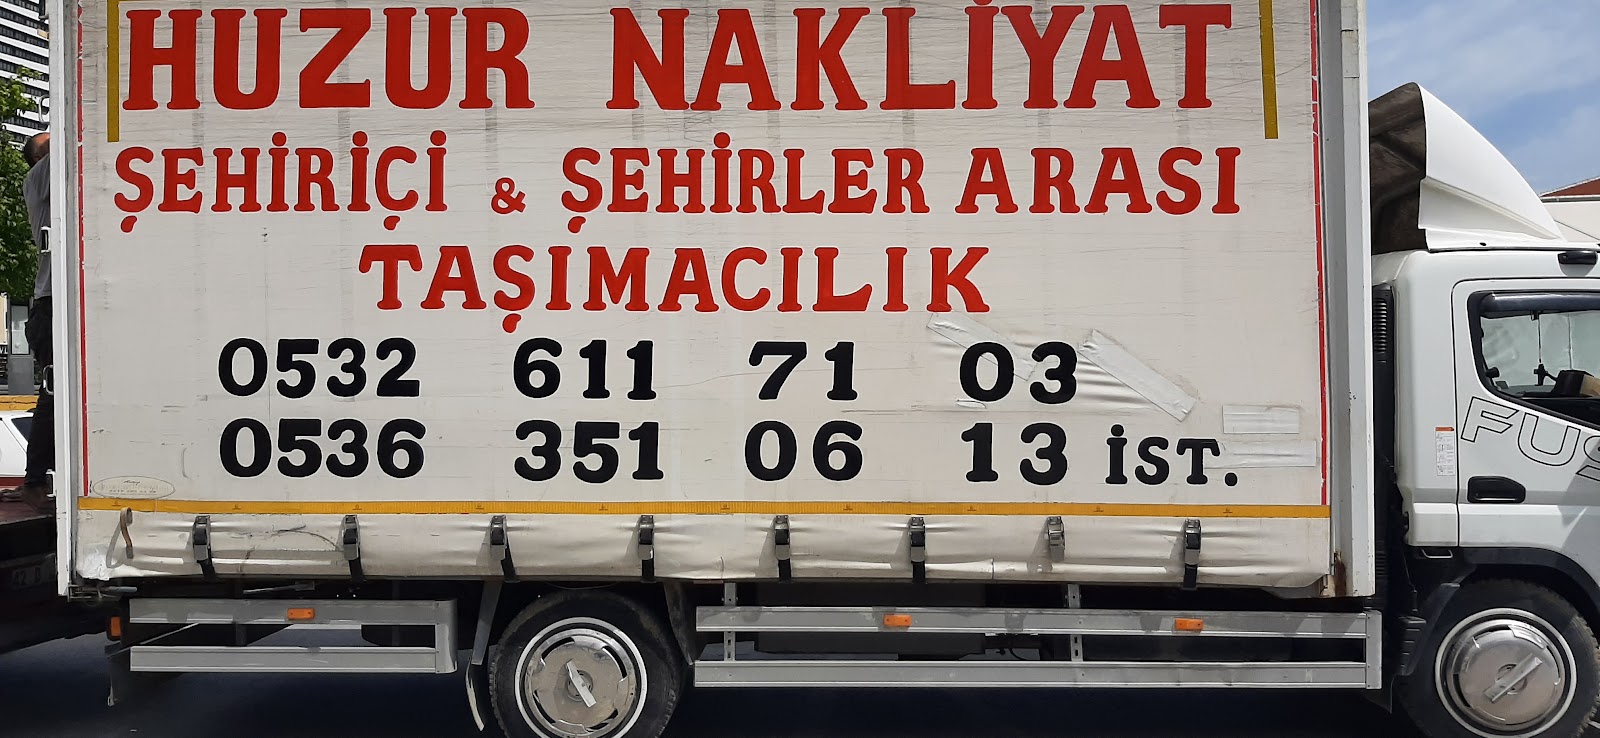 HUZUR NAKLİYAT
ŞEHİRİÇİ & ŞEHİRLER ARASI
TAŞIMACILIK
0532 611 71 03
0536 351 06 13 İST.
FUS